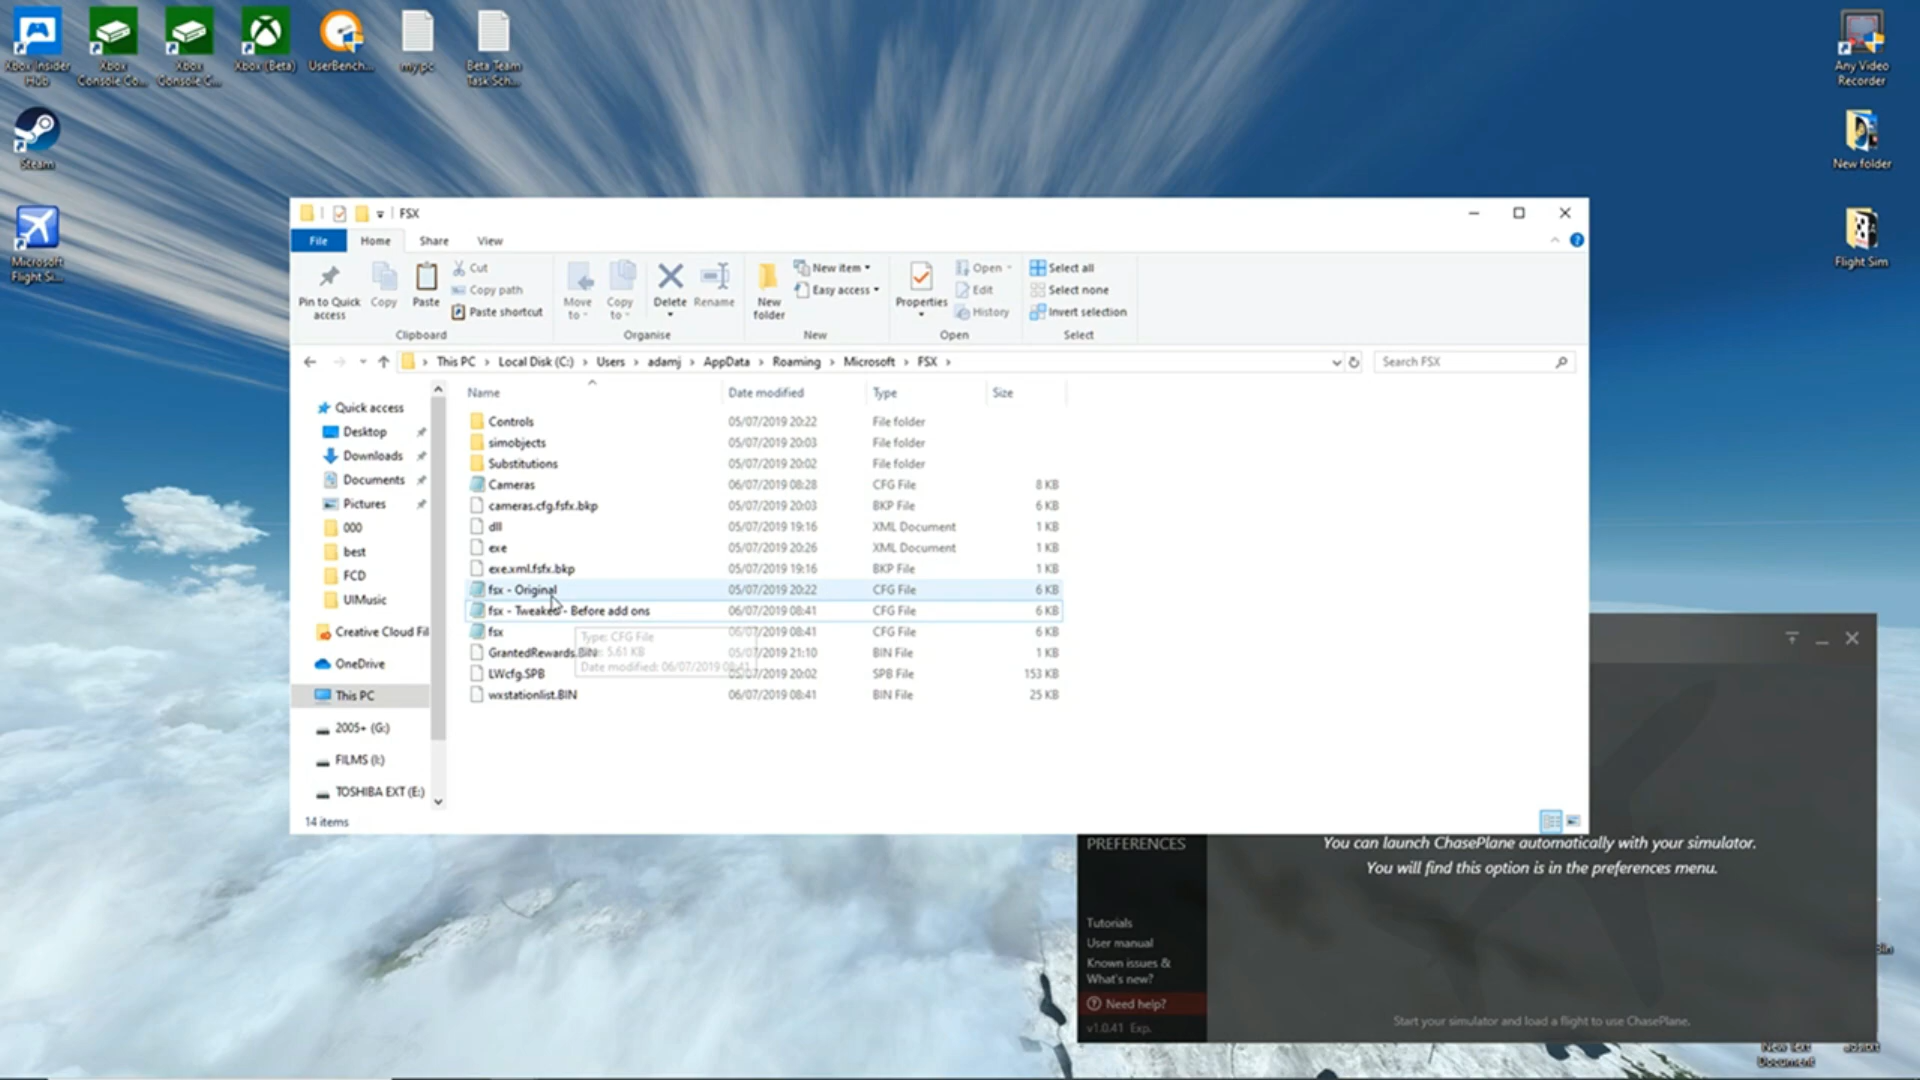 Xbox Insider Hub
Xbox Console Co...
Xbox Console C...
Xbox (Beta)
UserBench...
my pc
Beta Team Task Sch...
Any Video Recorder
Steam
New folder
Microsoft Flight Si...
Flight Sim
FSX
File
Home
Share
View
Pin to Quick access
Copy
Paste
Cut
Copy path
Paste shortcut
Clipboard
Move to
Copy to
Delete
Rename
Organise
New folder
New item
Easy access
New
Properties
Open
Edit
History
Open
Select all
Select none
Invert selection
Select
This PC > Local Disk (C:) > Users > adamj > AppData > Roaming > Microsoft > FSX >
Search FSX
Quick access
Desktop
Downloads
Documents
Pictures
000
best
FCD
UIMusic
Creative Cloud Fil
OneDrive
This PC
2005+ (G:)
FILMS (I:)
TOSHIBA EXT (E:)
Name Date modified Type Size
Controls 05/07/2019 20:22 File folder
simobjects 05/07/2019 20:03 File folder
Substitutions 05/07/2019 20:02 File folder
Cameras 06/07/2019 08:28 CFG File 8 KB
cameras.cfg.fsfx.bkp 05/07/2019 20:03 BKP File 6 KB
dll 05/07/2019 19:16 XML Document 1 KB
exe 05/07/2019 20:26 XML Document 1 KB
exe.xml.fsfx.bkp 05/07/2019 19:16 BKP File 1 KB
fsx - Original 05/07/2019 20:22 CFG File 6 KB
fsx - Tweaked - Before add ons 06/07/2019 08:41 CFG File 6 KB
fsx 06/07/2019 08:41 CFG File 6 KB
GrantedRewards.BIN 05/07/2019 21:10 BIN File 1 KB
LWcfg.SPB 05/07/2019 20:02 SPB File 153 KB
wxstationlist.BIN 06/07/2019 08:41 BIN File 25 KB
Type: CFG File
5.61 KB
Date modified: 06/07/2019 08:41
14 items
PREFERENCES
You can launch ChasePlane automatically with your simulator.
You will find this option is in the preferences menu.
Tutorials
User manual
Known issues &
What's new?
Need help?
v1.0.41 Exp.
Start your simulator and load a flight to use ChasePlane.
Bin
New Text Document